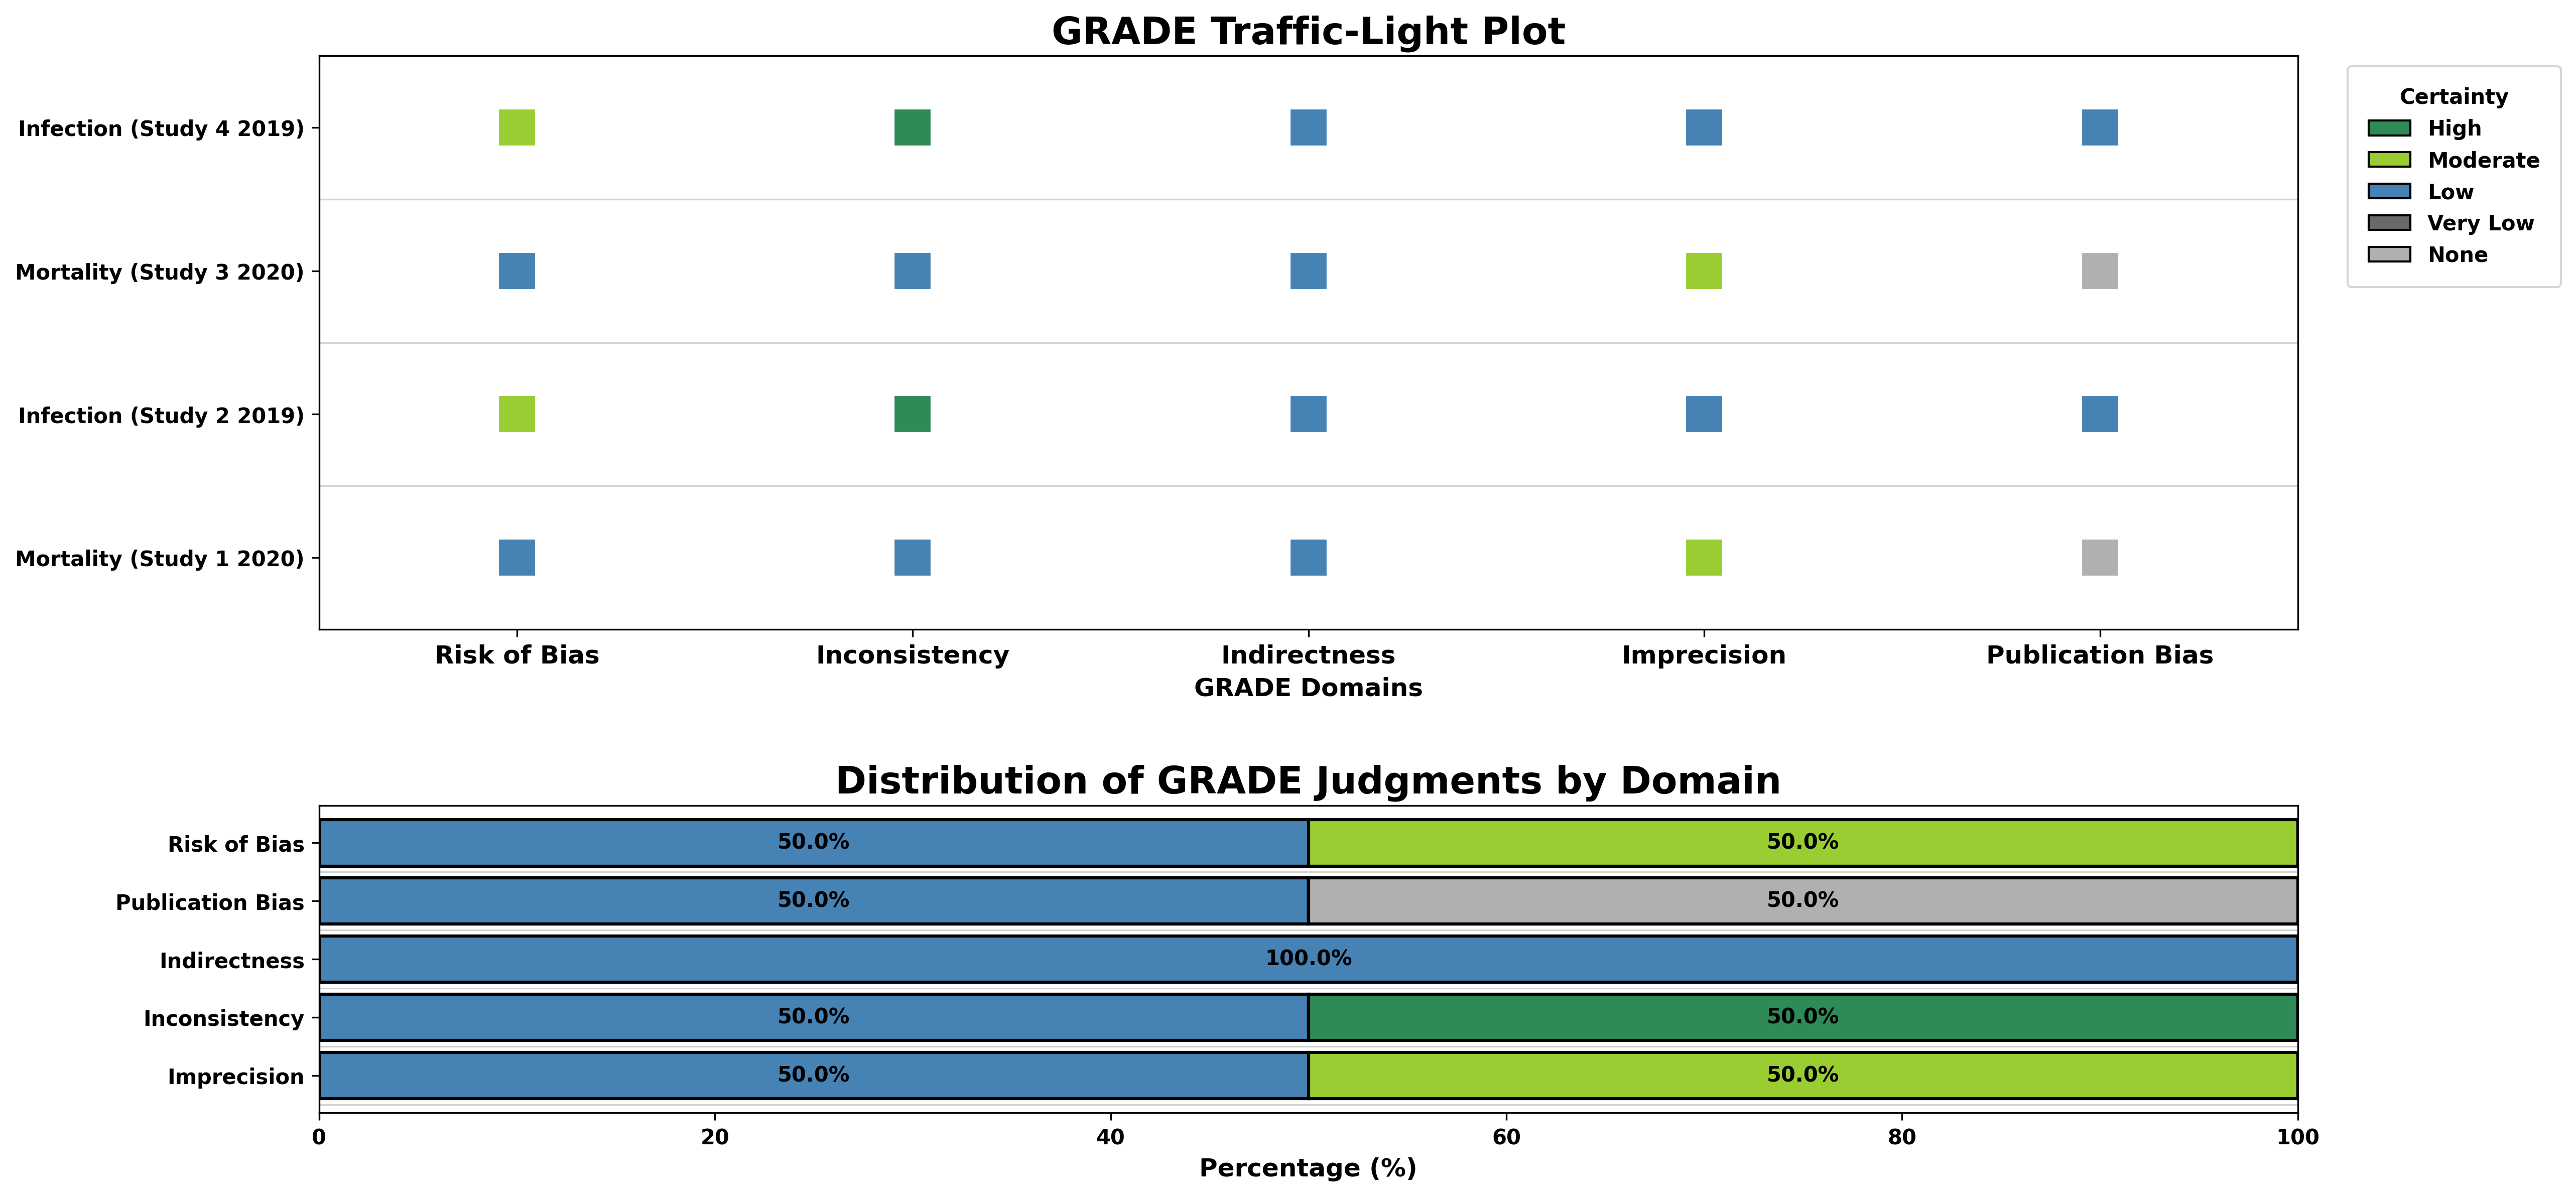 GRADE Traffic-Light Plot
Infection (Study 4 2019)
Mortality (Study 3 2020)
Infection (Study 2 2019)
Mortality (Study 1 2020)
Risk of Bias
Inconsistency
Indirectness
Imprecision
Publication Bias
GRADE Domains
Certainty
High
Moderate
Low
Very Low
None
Distribution of GRADE Judgments by Domain
Risk of Bias
50.0%
50.0%
Publication Bias
50.0%
50.0%
Indirectness
100.0%
Inconsistency
50.0%
50.0%
Imprecision
50.0%
50.0%
0
20
40
60
80
100
Percentage (%)